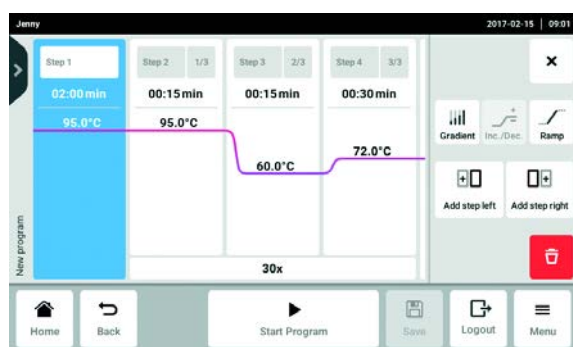 Jenny
2017-02-15 | 09:01
Step 1
Step 2 1/3
Step 3 2/3
Step 4 3/3
02:00 min
00:15 min
00:15 min
00:30 min
95.0°C
95.0°C
60.0°C
72.0°C
Gradient
Inc./Dec.
Ramp
Add step left
Add step right
New program
30x
Home
Back
Start Program
Save
Logout
Menu